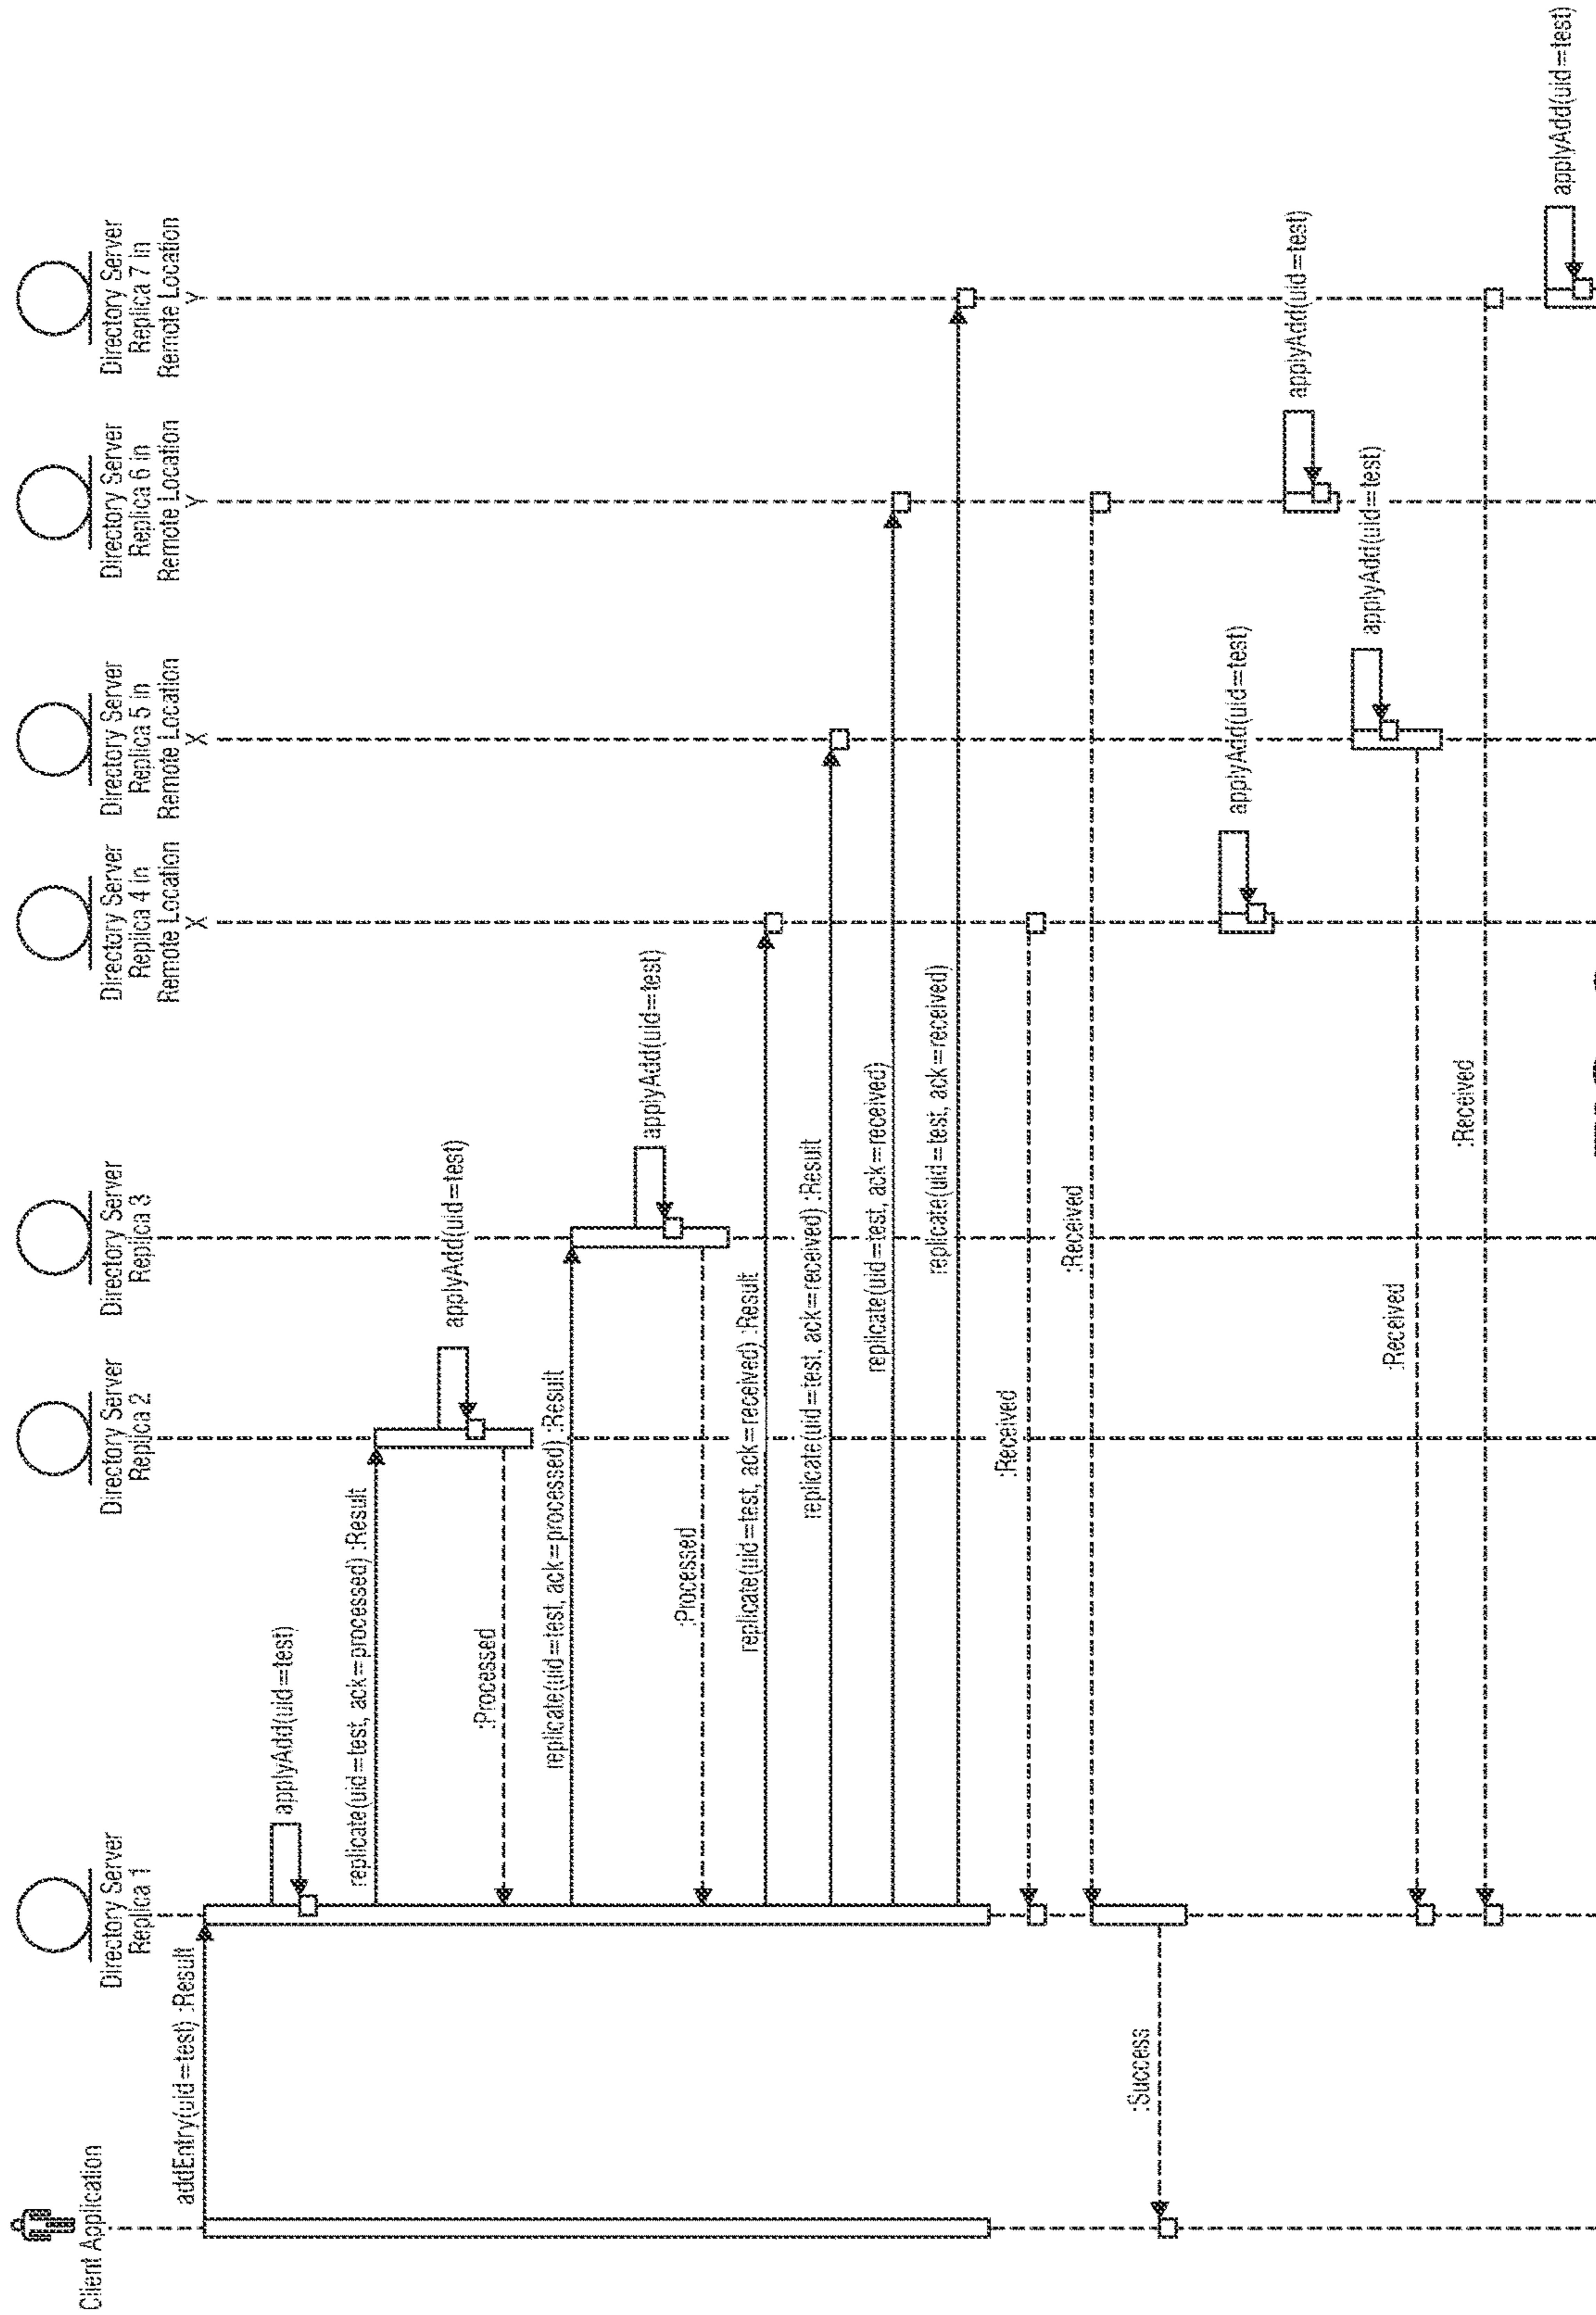 Client Application
Directory Server
Replica 1
Directory Server
Replica 2
Directory Server
Replica 3
Directory Server
Replica 4 in
Remote Location
X
Directory Server
Replica 5 in
Remote Location
X
Directory Server
Replica 6 in
Remote Location
Y
Directory Server
Replica 7 in
Remote Location
Y
addEntry(uid=test) :Result
applyAdd(uid=test)
replicate(uid=test, ack=processed) :Result
applyAdd(uid=test)
:Processed
replicate(uid=test, ack=processed) :Result
applyAdd(uid=test)
:Processed
replicate(uid=test, ack=received) :Result
replicate(uid=test, ack=received) :Result
replicate(uid=test, ack=received)
replicate(uid=test, ack=received)
:Received
:Received
:Success
applyAdd(uid=test)
applyAdd(uid=test)
applyAdd(uid=test)
:Received
:Received
applyAdd(uid=test)